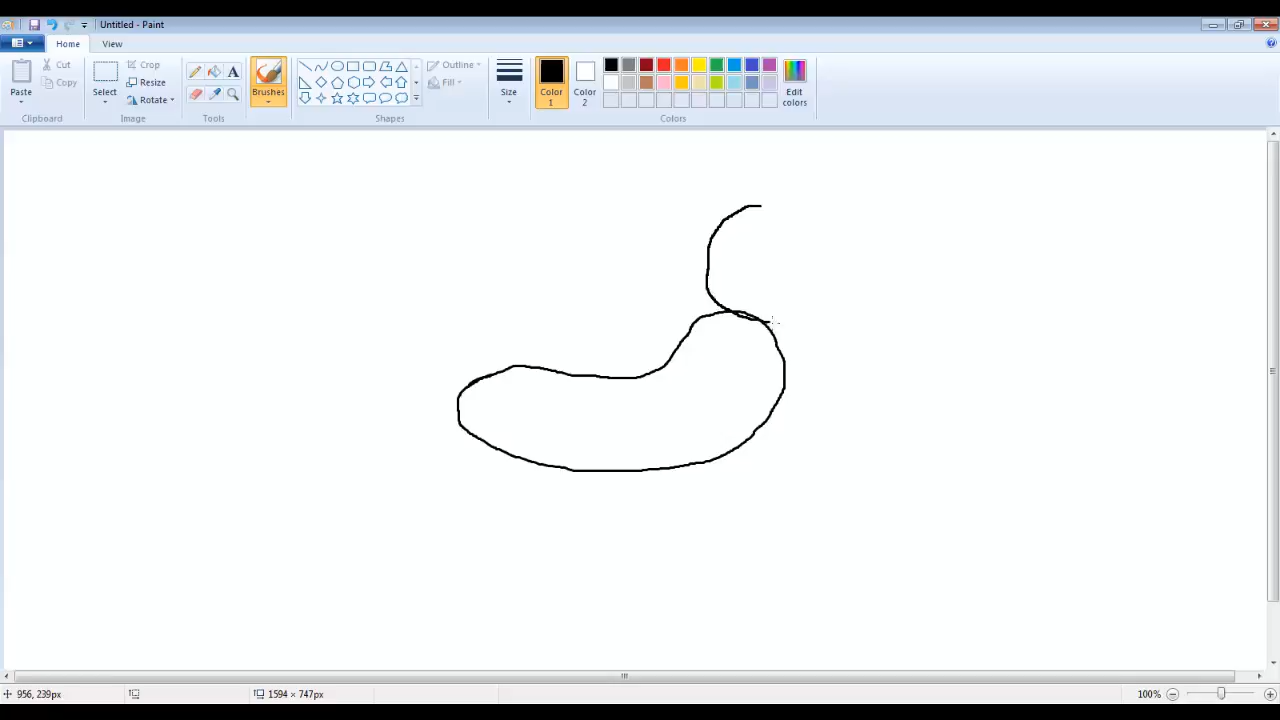 Untitled - Paint
Home View
Paste
Cut
Copy
Clipboard
Select
Crop
Resize
Rotate
Image
A
Tools
Brushes
Outline
Fill
Shapes
Size
Color 1
Color 2
Edit colors
Colors
956, 239px
1594 × 747px
100%